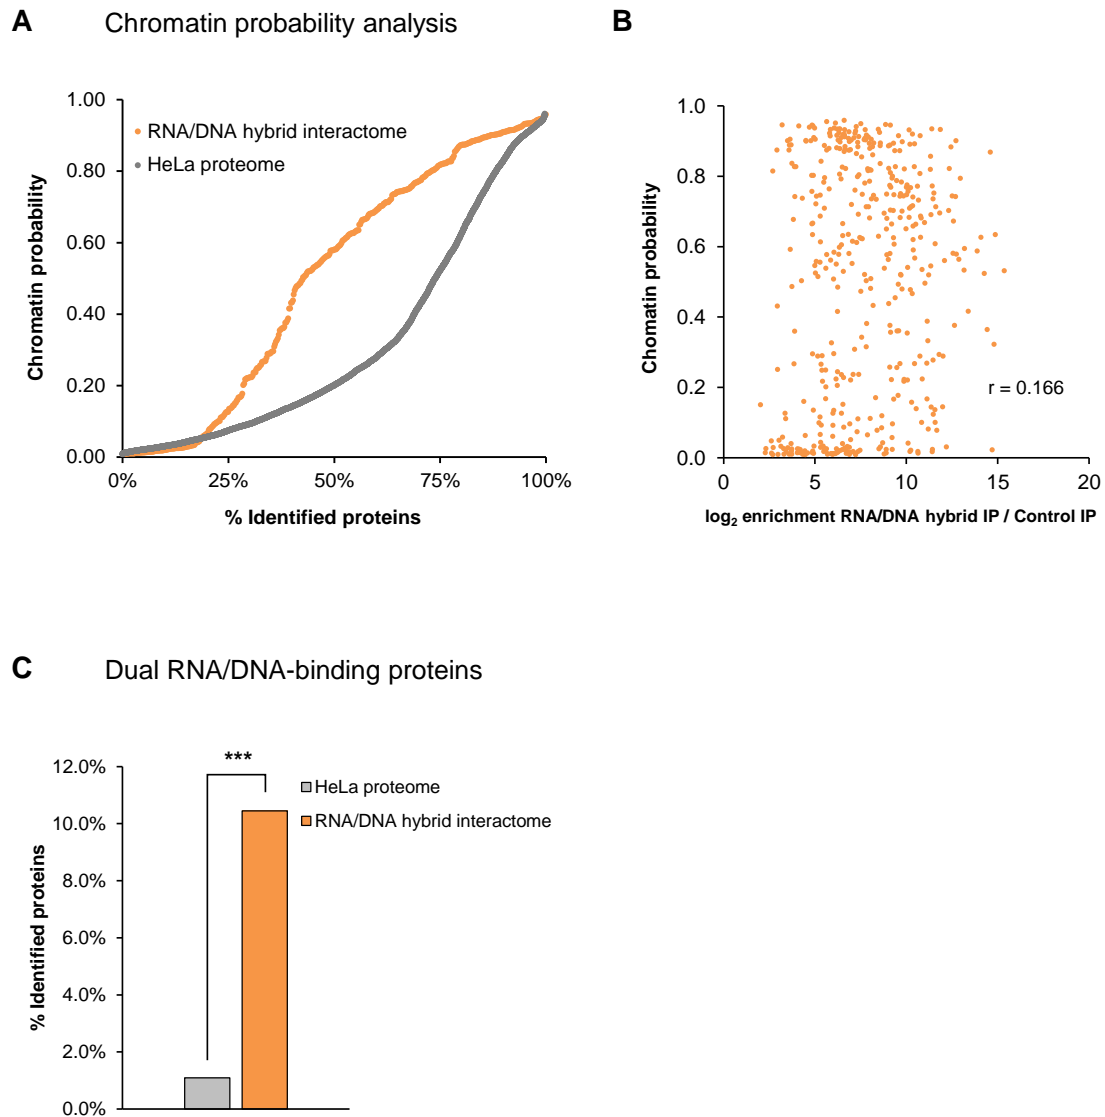 A
Chromatin probability analysis
Chromatin probability
1.00
0.80
0.60
0.40
0.20
0.00
RNA/DNA hybrid interactome
HeLa proteome
0%
25%
50%
75%
100%
% Identified proteins
B
Chomatin probability
1.0
0.8
0.6
0.4
0.2
0.0
r = 0.166
0
5
10
15
20
log₂ enrichment RNA/DNA hybrid IP / Control IP
C
Dual RNA/DNA-binding proteins
% Identified proteins
12.0%
10.0%
8.0%
6.0%
4.0%
2.0%
0.0%
***
HeLa proteome
RNA/DNA hybrid interactome